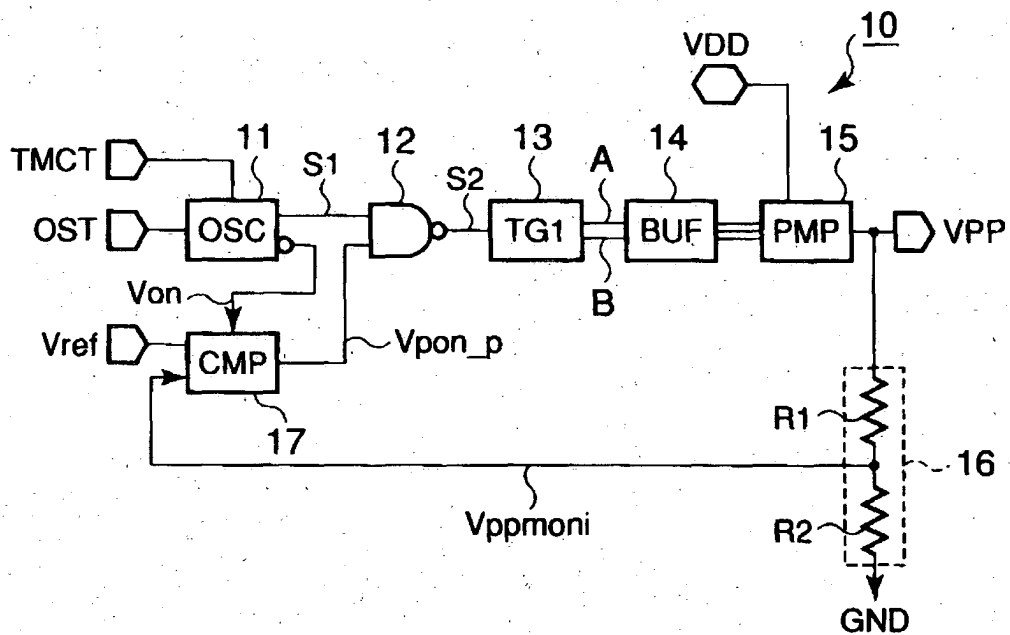 10
VDD
11
12
13
14
15
TMCT
S1
S2
A
OST
OSC
TG1
BUF
PMP
VPP
B
Von
Vref
CMP
Vpon_p
17
R1
16
Vppmoni
R2
GND